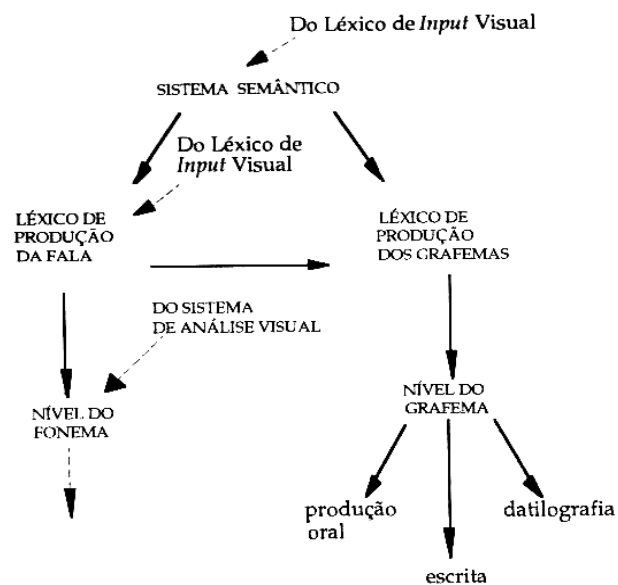 Do Léxico de Input Visual
SISTEMA SEMÂNTICO
Do Léxico de
Input Visual
LÉXICO DE
PRODUÇÃO
DA FALA
LÉXICO DE
PRODUÇÃO
DOS GRAFEMAS
DO SISTEMA
DE ANÁLISE VISUAL
NÍVEL DO
FONEMA
NÍVEL DO
GRAFEMA
produção
oral
datilografia
escrita